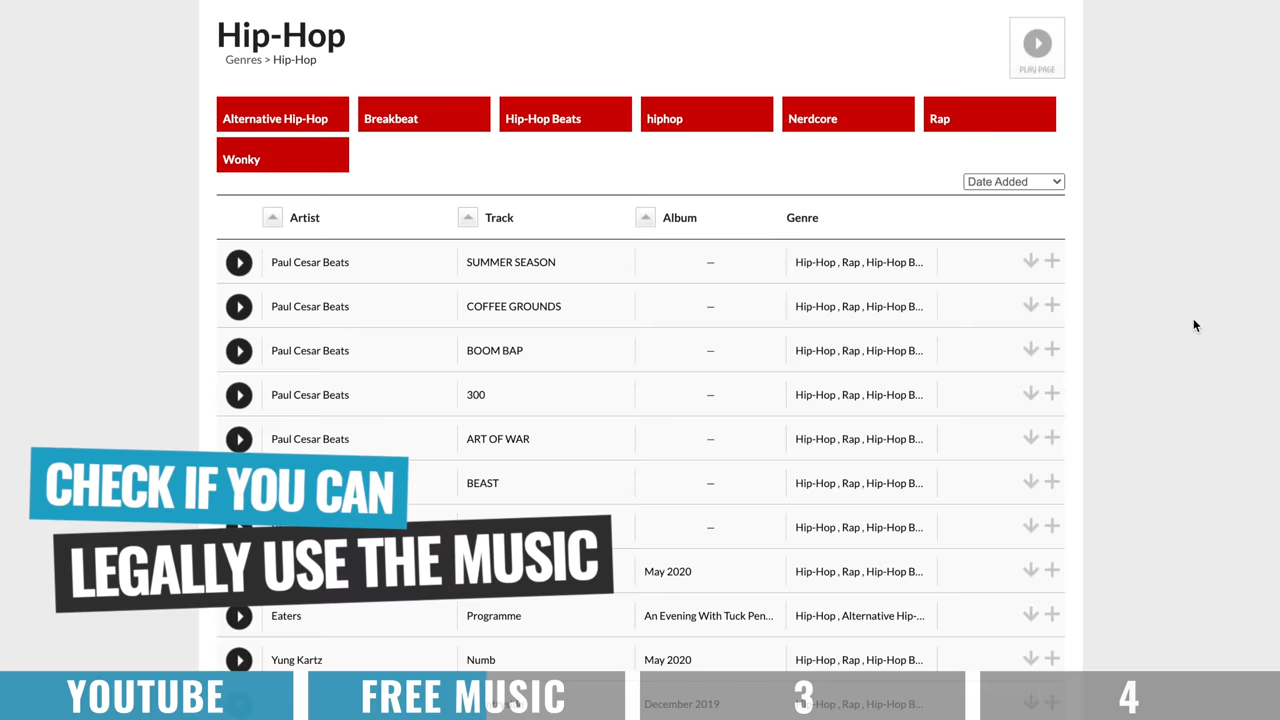 Hip-Hop
Genres > Hip-Hop
PLAY PAGE
Alternative Hip-Hop Breakbeat Hip-Hop Beats hiphop Nerdcore Rap
Wonky
Date Added
Artist Track Album Genre
Paul Cesar Beats SUMMER SEASON — Hip-Hop , Rap , Hip-Hop B...
Paul Cesar Beats COFFEE GROUNDS — Hip-Hop , Rap , Hip-Hop B...
Paul Cesar Beats BOOM BAP — Hip-Hop , Rap , Hip-Hop B...
Paul Cesar Beats 300 — Hip-Hop , Rap , Hip-Hop B...
Paul Cesar Beats ART OF WAR — Hip-Hop , Rap , Hip-Hop B...
BEAST — Hip-Hop , Rap , Hip-Hop B...
CHECK IF YOU CAN
— Hip-Hop , Rap , Hip-Hop B...
LEGALLY USE THE MUSIC
May 2020 Hip-Hop , Rap , Hip-Hop B...
Eaters Programme An Evening With Tuck Pen... Hip-Hop , Alternative Hip-...
Yung Kartz Numb May 2020 Hip-Hop , Rap , Hip-Hop B...
December 2019 Hip-Hop , Rap , Hip-Hop B...
YOUTUBE FREE MUSIC 3 4